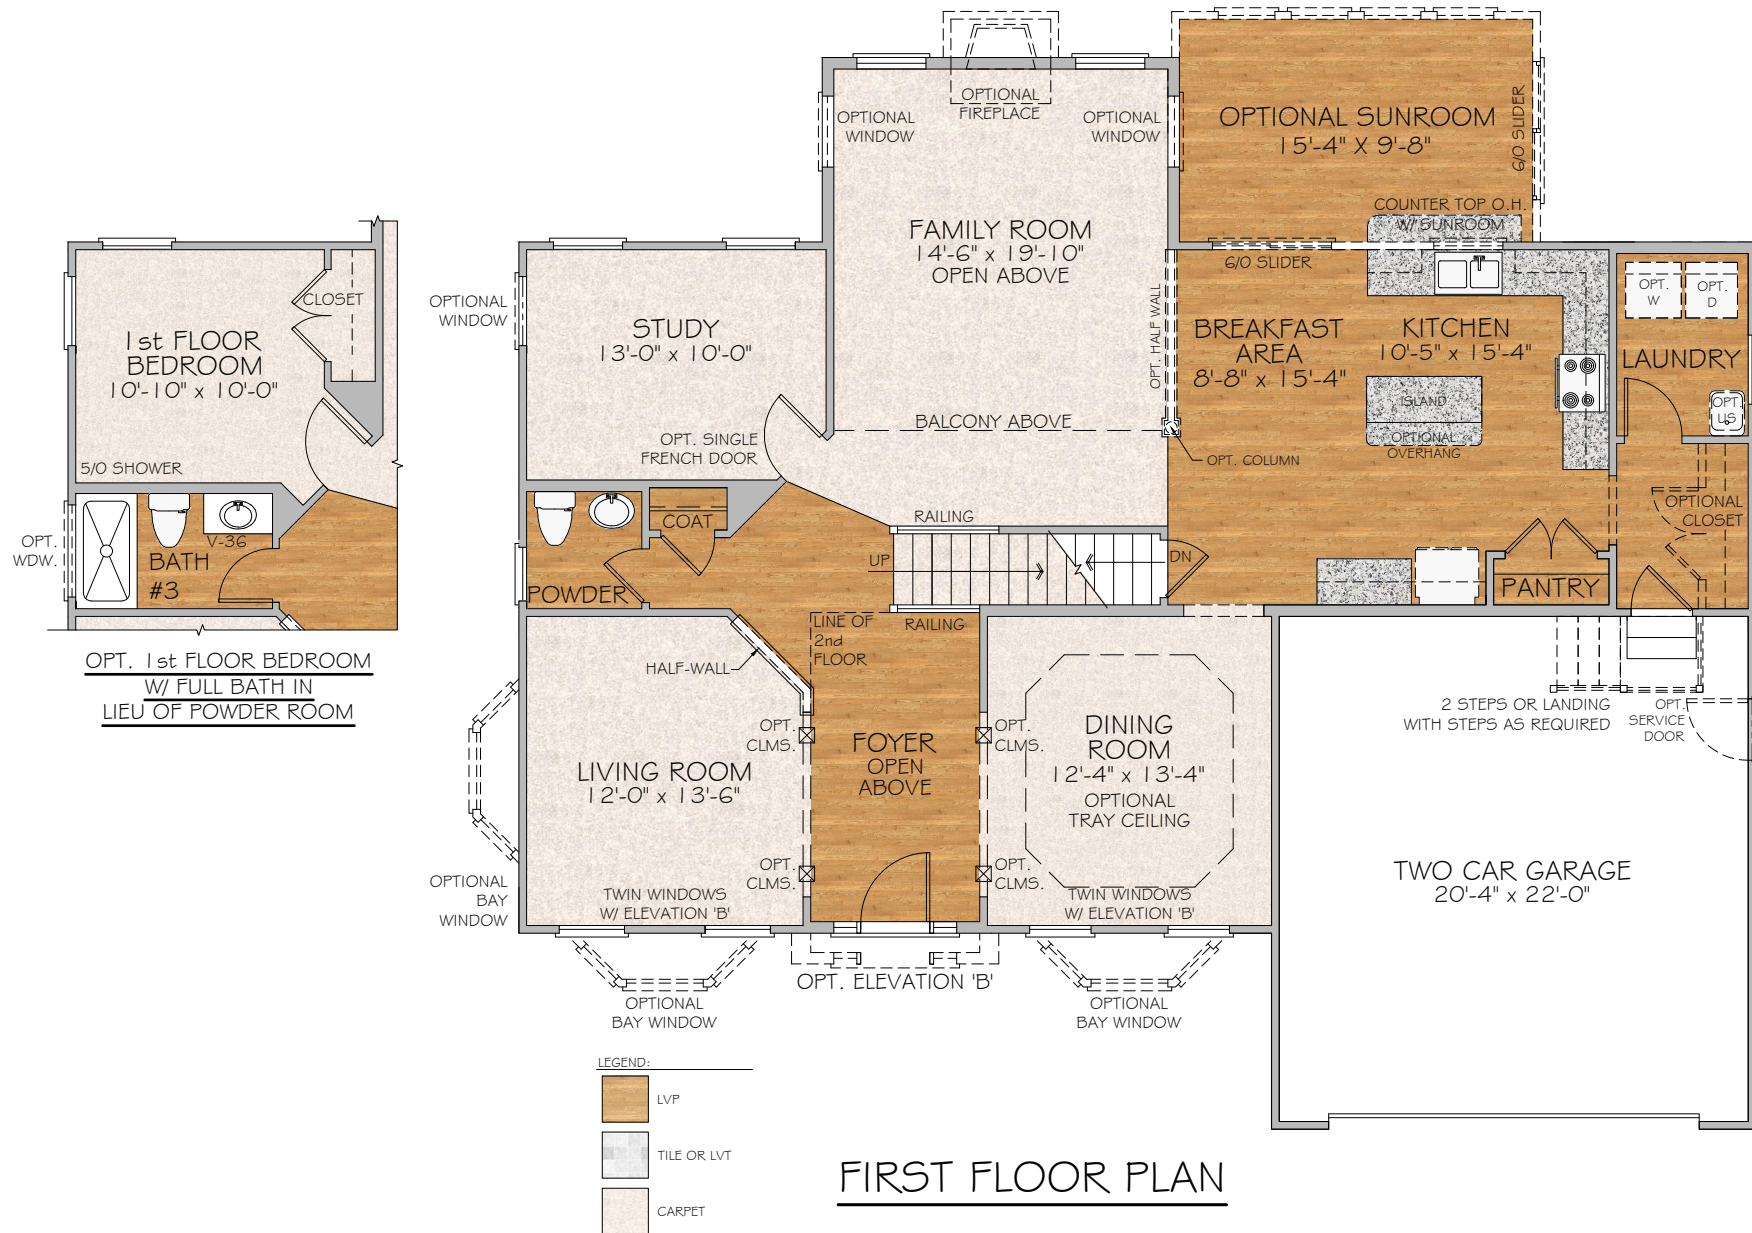 OPTIONAL
FIREPLACE
OPTIONAL
WINDOW
OPTIONAL
WINDOW
OPTIONAL SUNROOM
15'-4" X 9'-8"
6/0 SLIDER
COUNTER TOP O.H.
W/ SUNROOM
FAMILY ROOM
14'-6" x 19'-10"
OPEN ABOVE
6/0 SLIDER
OPT. HALF WALL
CLOSET
1st FLOOR
BEDROOM
10'-10" x 10'-0"
5/0 SHOWER
OPT.
WDW.
V-36
BATH
#3
OPT. 1st FLOOR BEDROOM
W/ FULL BATH IN
LIEU OF POWDER ROOM
OPTIONAL
WINDOW
STUDY
13'-0" x 10'-0"
OPT. SINGLE
FRENCH DOOR
BALCONY ABOVE
BREAKFAST
AREA
8'-8" x 15'-4"
KITCHEN
10'-5" x 15'-4"
ISLAND
OPTIONAL
OVERHANG
OPT. COLUMN
OPT.
W
OPT.
D
LAUNDRY
OPT.
US
OPTIONAL
CLOSET
PANTRY
COAT
POWDER
RAILING
UP
DN
RAILING
LINE OF
2nd
FLOOR
HALF-WALL
LIVING ROOM
12'-0" x 13'-6"
OPT.
CLMS.
FOYER
OPEN
ABOVE
OPT.
CLMS.
DINING
ROOM
12'-4" x 13'-4"
OPTIONAL
TRAY CEILING
OPT.
CLMS.
OPT.
CLMS.
TWIN WINDOWS
W/ ELEVATION 'B'
TWIN WINDOWS
W/ ELEVATION 'B'
OPTIONAL
BAY
WINDOW
2 STEPS OR LANDING
WITH STEPS AS REQUIRED
OPT.
SERVICE
DOOR
TWO CAR GARAGE
20'-4" x 22'-0"
OPT. ELEVATION 'B'
OPTIONAL
BAY WINDOW
OPTIONAL
BAY WINDOW
LEGEND:
LVP
TILE OR LVT
CARPET
FIRST FLOOR PLAN